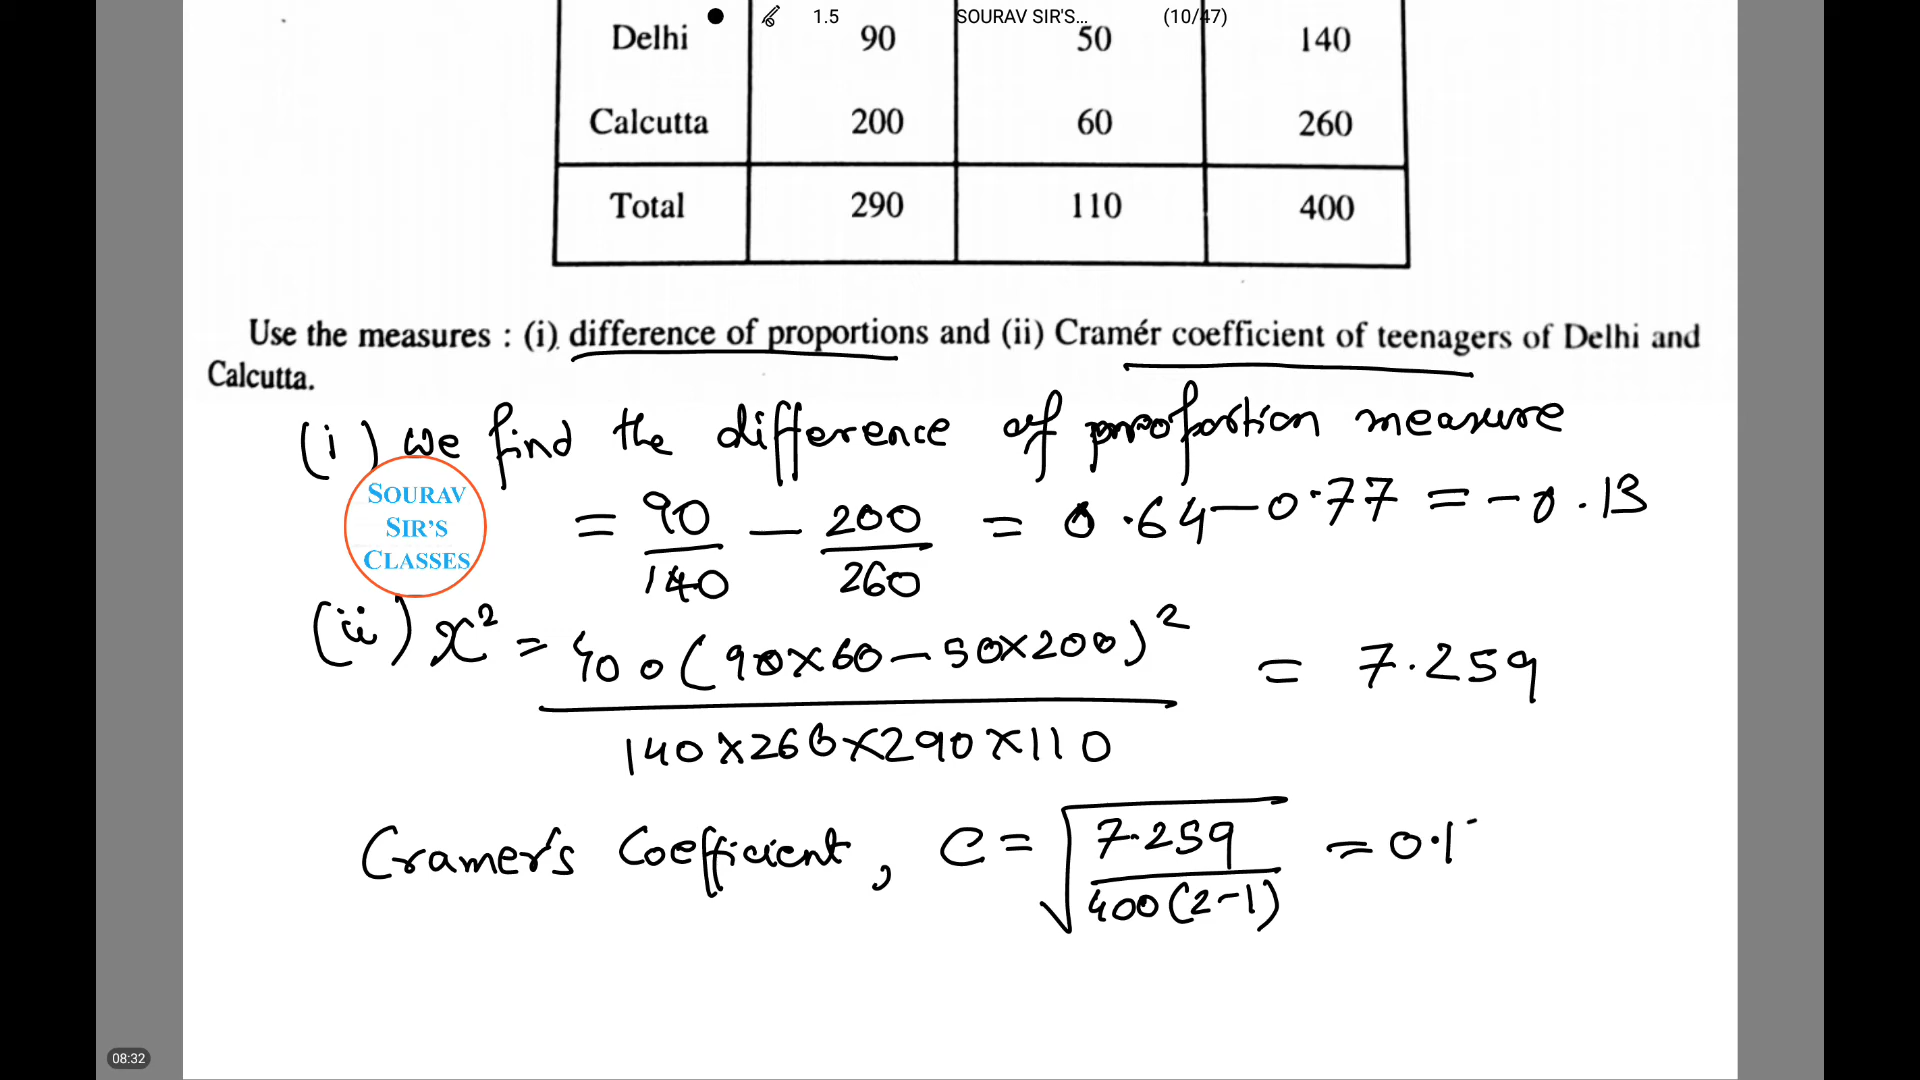 1.5 SOURAV SIR'S... (10/47)
Delhi 90 50 140
Calcutta 200 60 260
Total 290 110 400
Use the measures : (i) difference of proportions and (ii) Cramér coefficient of teenagers of Delhi and
Calcutta.
(i) We find the difference of proportion measure
= 90/140 — 200/260 = 0.64 — 0.77 = - 0.13
SOURAV
SIR'S
CLASSES
(ii) x² = 400 (90×60 — 50×200)² / 140×260×290×110 = 7.259
Cramer's Coefficient, C = √(7.259 / 400(2-1)) = 0.1
08:32